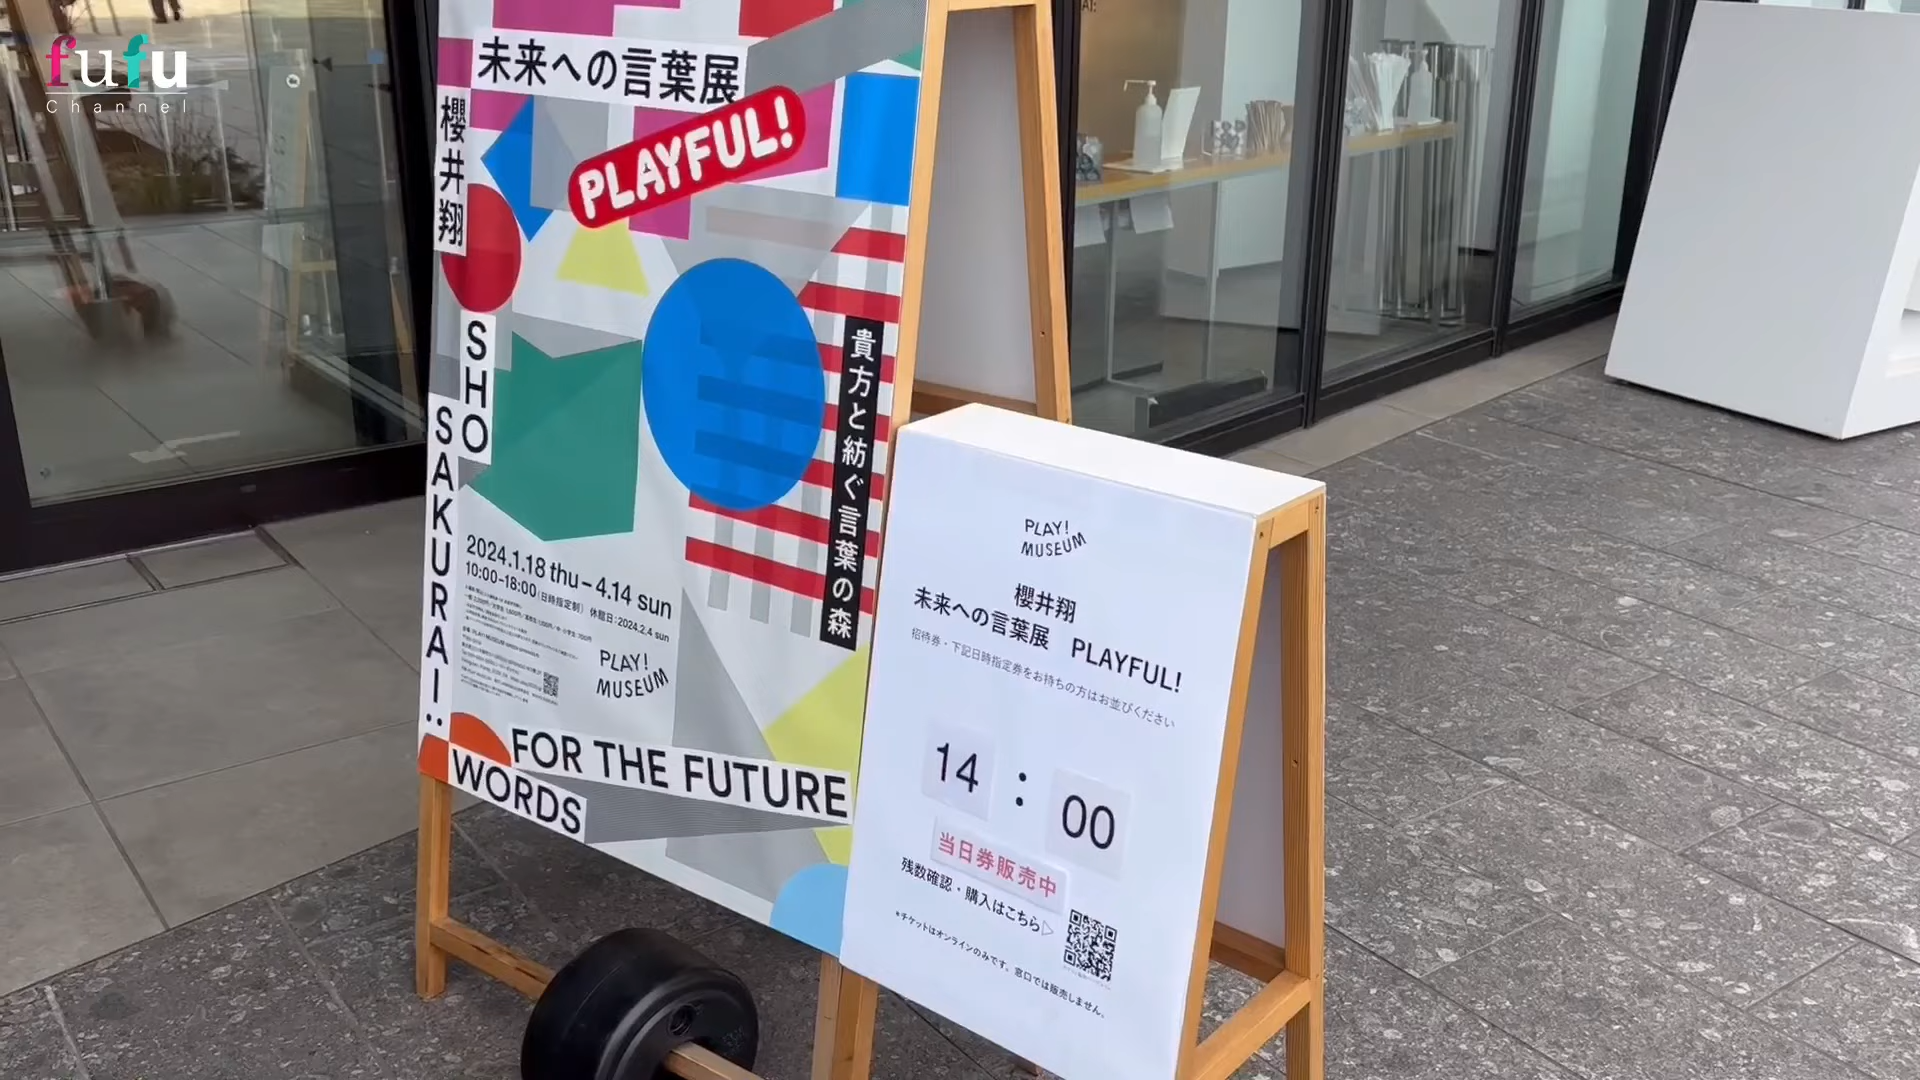 fufu
Channel
未来への言葉展
PLAYFUL!
櫻井翔
SHO
SAKURAI..
貴方と紡ぐ言葉の森
2024.1.18 thu – 4.14 sun
10:00-18:00(日時指定制) 休館日:2024.2.4 sun
PLAY!
MUSEUM
FOR THE FUTURE
WORDS
PLAY!
MUSEUM
櫻井翔
未来への言葉展 PLAYFUL!
招待券・下記日時指定券をお持ちの方はお並びください
14 : 00
当日券販売中
残数確認・購入はこちら▷
*チケットはオンラインのみです。窓口では販売しません。